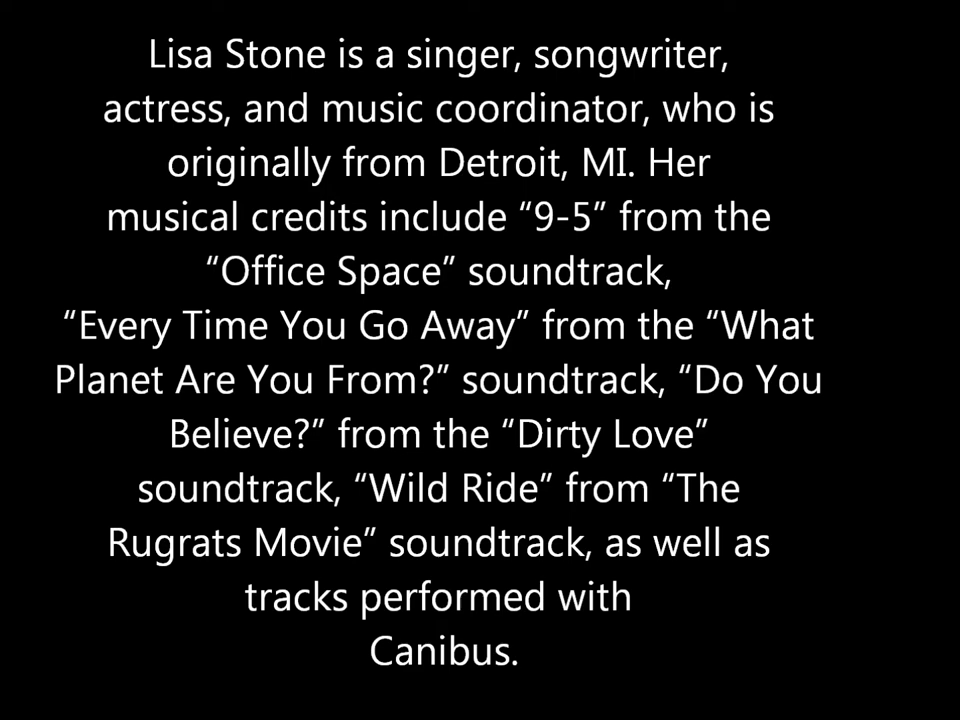 Lisa Stone is a singer, songwriter,
actress, and music coordinator, who is
originally from Detroit, MI. Her
musical credits include “9-5” from the
“Office Space” soundtrack,
“Every Time You Go Away” from the “What
Planet Are You From?” soundtrack, “Do You
Believe?” from the “Dirty Love”
soundtrack, “Wild Ride” from “The
Rugrats Movie” soundtrack, as well as
tracks performed with
Canibus.